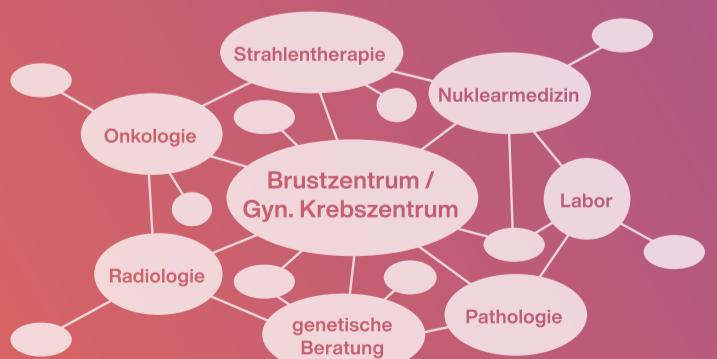 Strahlentherapie
Nuklearmedizin
Onkologie
Brustzentrum /
Gyn. Krebszentrum
Labor
Radiologie
Pathologie
genetische
Beratung